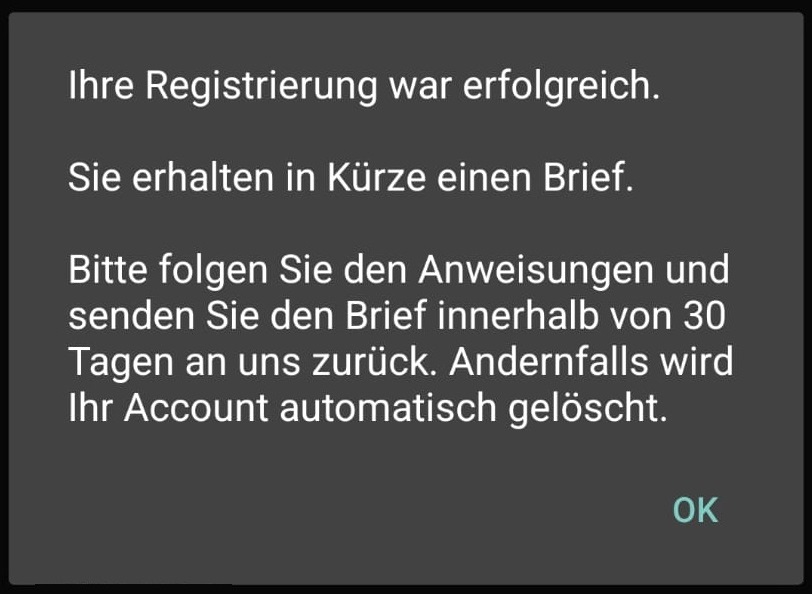 Ihre Registrierung war erfolgreich.
Sie erhalten in Kürze einen Brief.
Bitte folgen Sie den Anweisungen und
senden Sie den Brief innerhalb von 30
Tagen an uns zurück. Andernfalls wird
Ihr Account automatisch gelöscht.
OK